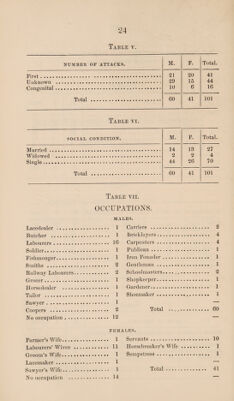 24
TABLE V.
NUMBER OF ATTACKS. M. F. Total.
First 21 20 41
Unknown 29 15 44
Congenital 10 6 16
Total 60 41 101
TABLE VI.
SOCIAL CONDITION. M. F. Total.
Married 14 13 27
Widowed 2 2 4
Single 44 26 70
Total 60 41 101
TABLE VII.
OCCUPATIONS.
MALES.
Lacedealer 1 Carriers 2
Butcher 1 Bricklayers 4
Labourers 16 Carpenters 4
Soldier 1 Publican 1
Fishmonger 1 Iron Founder 1
Smiths 2 Gentleman 1
Railway Labourers 2 Schoolmasters 2
Grocer 1 Shopkeeper 1
Horsedealer 1 Gardener 1
Tailor 1 Shoemaker 1
Sawyer 1 —
Coopers 2 Total 60
No occupation 12 —
FEMALES.
Farmer's Wife 1 Servants 10
Labourers' Wives 11 Horsebreaker's Wife 1
Groom's Wife 1 Sempstress 1
Lacemaker 1 —
Sawyer's Wife 1 Total 41
No occupation 14 —